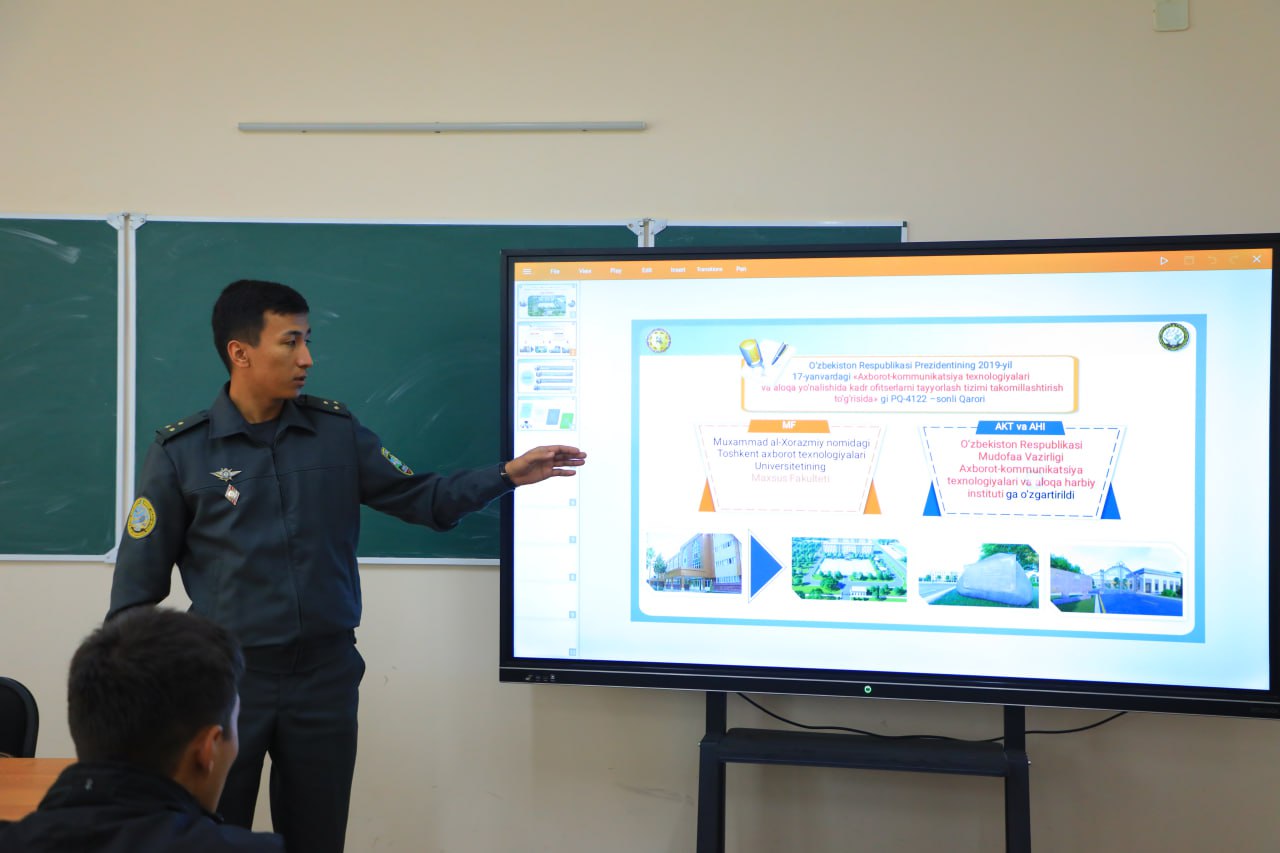 File View Play Edit Insert Transitions Pen
O'zbekiston Respublikasi Prezidentining 2019-yil
17-yanvardagi «Axborot-kommunikatsiya texnologiyalari
va aloqa yo'nalishida kadr ofitserlarni tayyorlash tizimi takomillashtirish
to'g'risida» gi PQ-4122 –sonli Qarori
MF
Muxammad al-Xorazmiy nomidagi
Toshkent axborot texnologiyalari
Universitetining
Maxsus Fakulteti
AKT va AHI
O'zbekiston Respublikasi
Mudofaa Vazirligi
Axborot-kommunikatsiya
texnologiyalari va aloqa harbiy
instituti ga o'zgartirildi